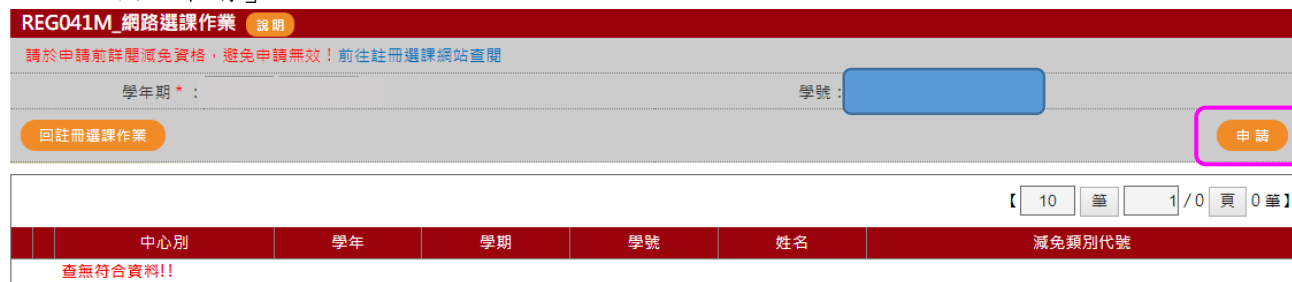 REG041M_網路選課作業 說明
請於申請前詳閱減免資格，避免申請無效！前往註冊選課網站查閱
學年期*： 學號：
回註冊選課作業 申請
【 10 筆 1 / 0 頁 0 筆】
中心別 學年 學期 學號 姓名 減免類別代號
查無符合資料!!